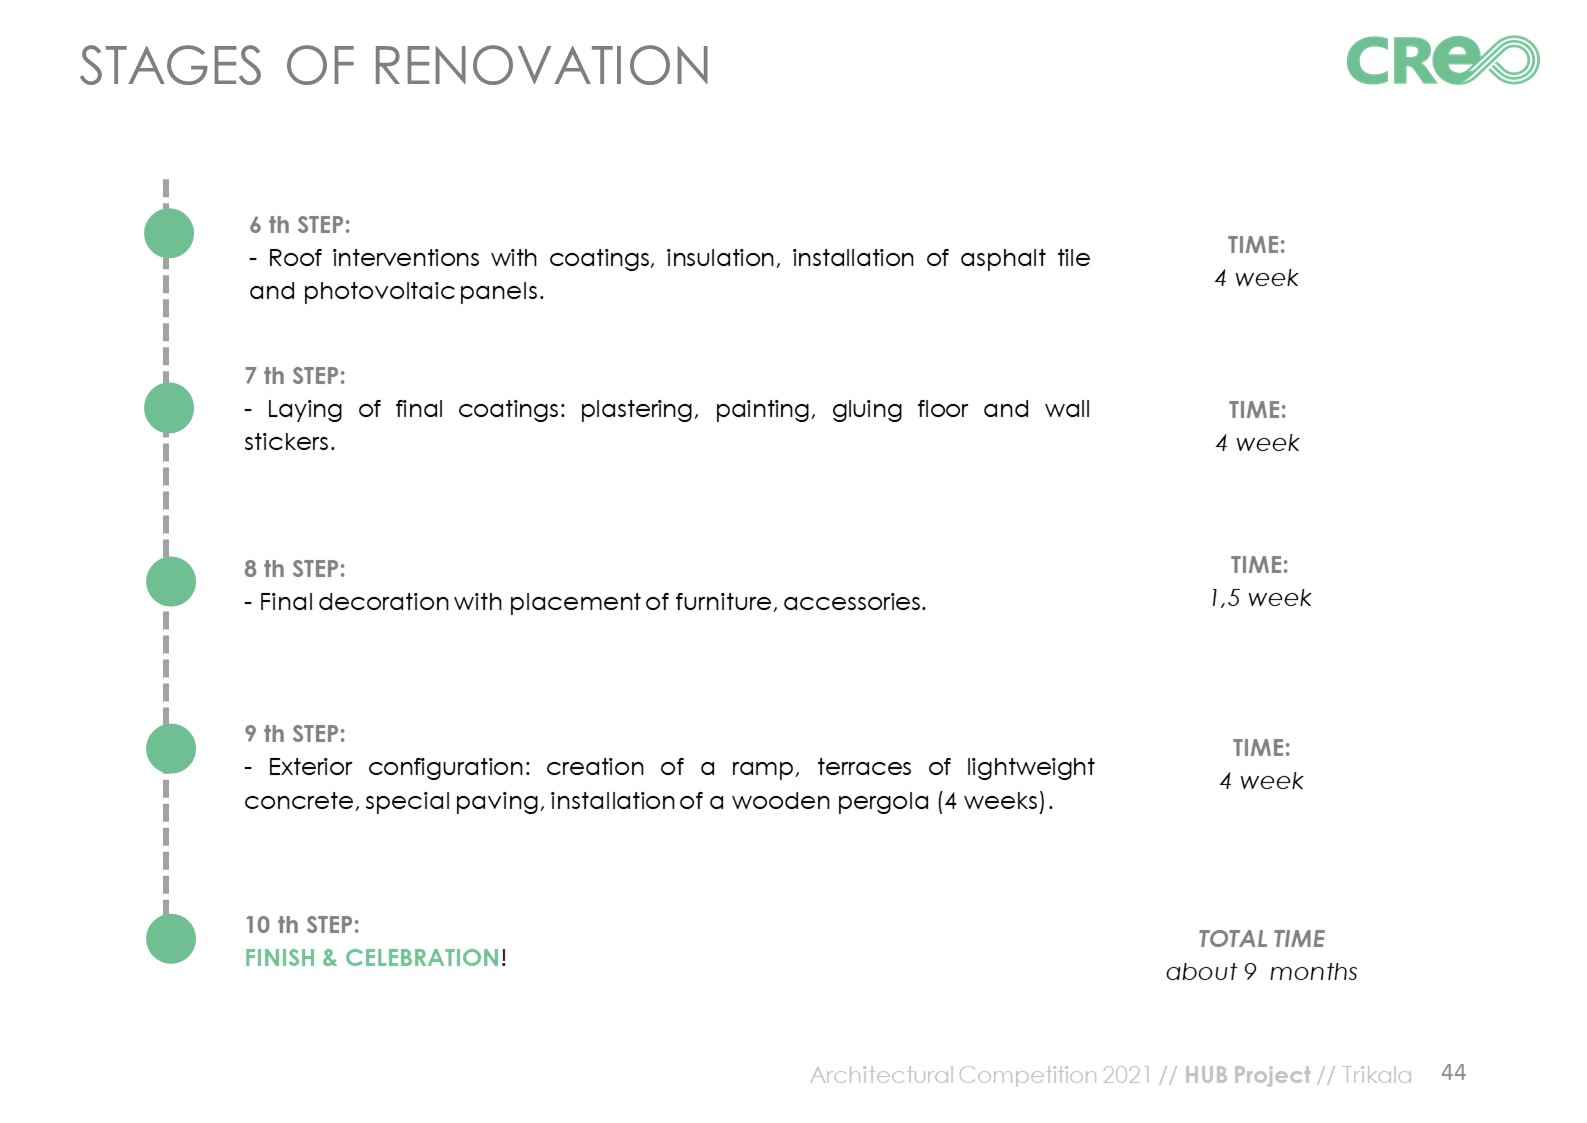 STAGES OF RENOVATION
CRe
6 th STEP:
- Roof interventions with coatings, insulation, installation of asphalt tile
and photovoltaic panels.
TIME:
4 week
7 th STEP:
- Laying of final coatings: plastering, painting, gluing floor and wall
stickers.
TIME:
4 week
8 th STEP:
- Final decoration with placement of furniture, accessories.
TIME:
1,5 week
9 th STEP:
- Exterior configuration: creation of a ramp, terraces of lightweight
concrete, special paving, installation of a wooden pergola (4 weeks).
TIME:
4 week
10 th STEP:
FINISH & CELEBRATION!
TOTAL TIME
about 9 months
Architectural Competition 2021 // HUB Project // Trikala 44